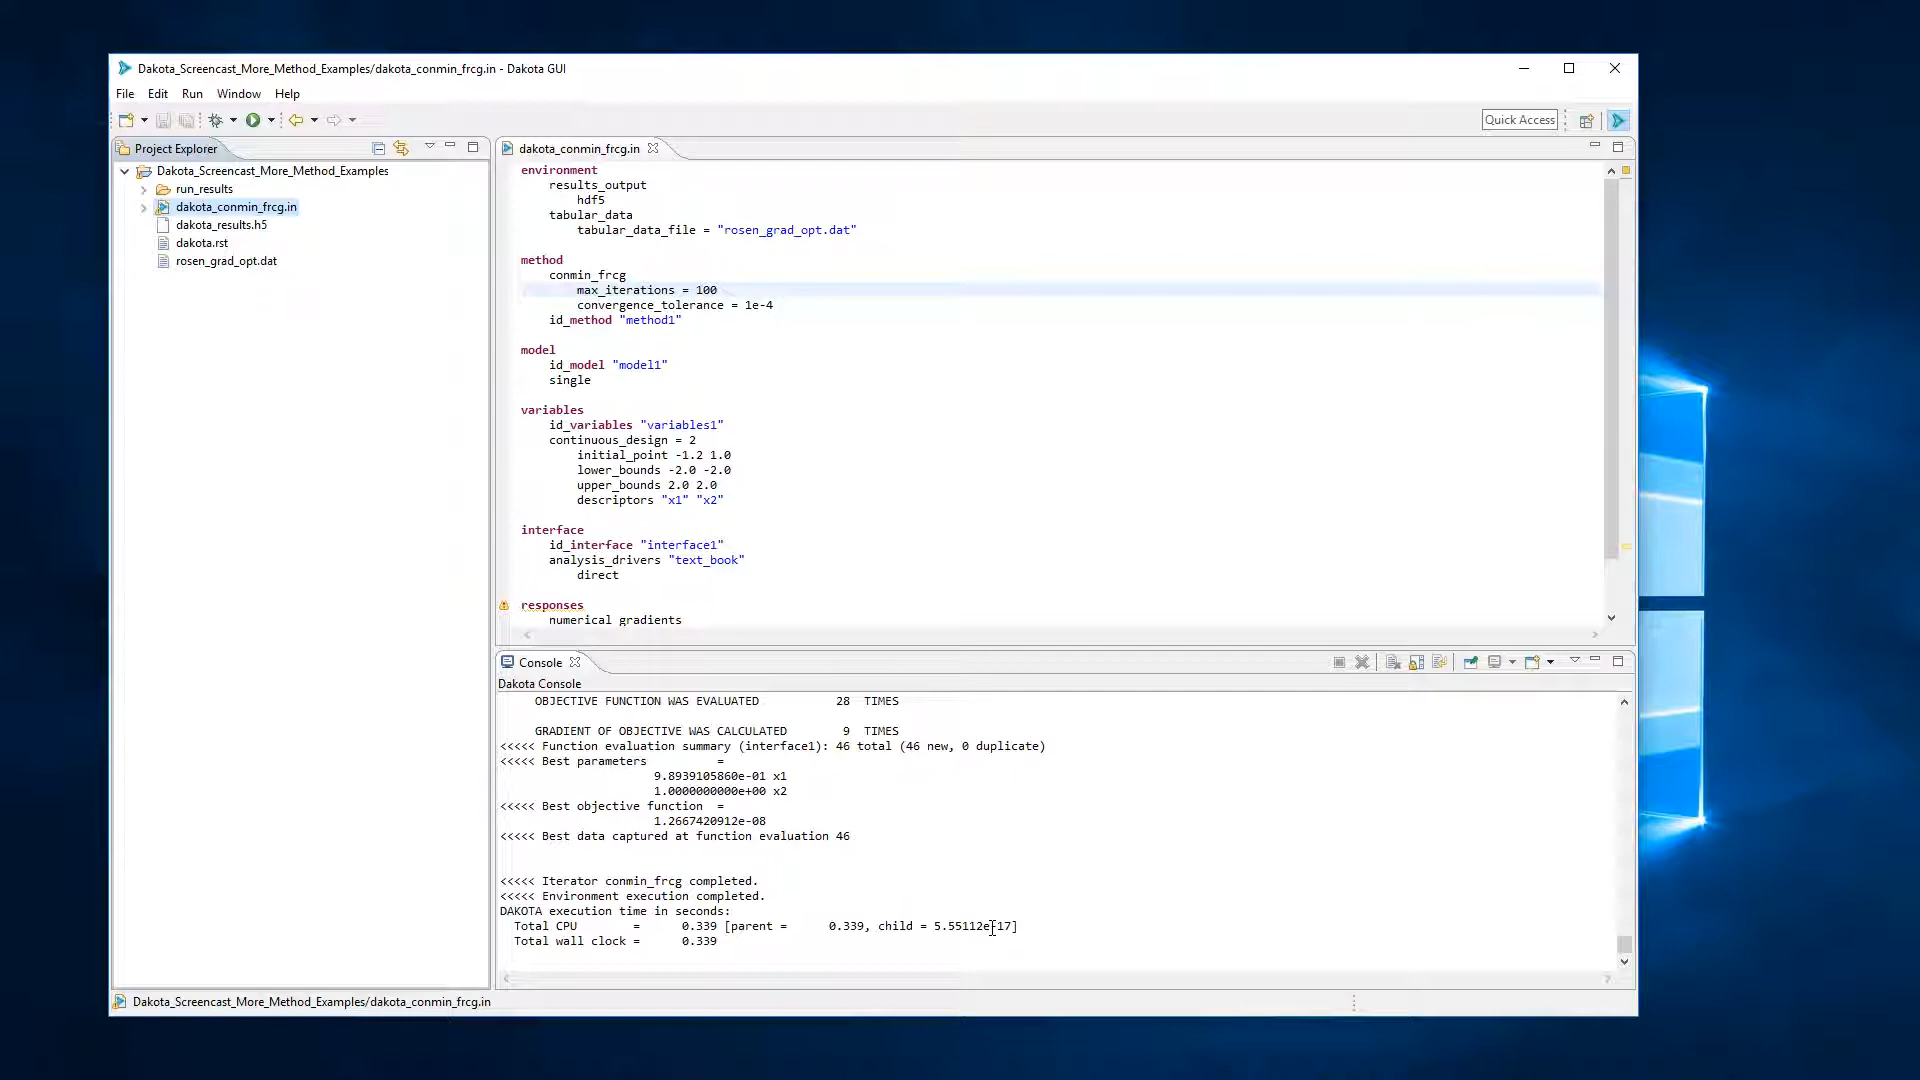 Dakota_Screencast_More_Method_Examples/dakota_conmin_frcg.in - Dakota GUI
File Edit Run Window Help
Quick Access
Project Explorer
Dakota_Screencast_More_Method_Examples
run_results
dakota_conmin_frcg.in
dakota_results.h5
dakota.rst
rosen_grad_opt.dat
dakota_conmin_frcg.in
environment
results_output
hdf5
tabular_data
tabular_data_file = "rosen_grad_opt.dat"
method
conmin_frcg
max_iterations = 100
convergence_tolerance = 1e-4
id_method "method1"
model
id_model "model1"
single
variables
id_variables "variables1"
continuous_design = 2
initial_point -1.2 1.0
lower_bounds -2.0 -2.0
upper_bounds 2.0 2.0
descriptors "x1" "x2"
interface
id_interface "interface1"
analysis_drivers "text_book"
direct
responses
numerical_gradients
Console
Dakota Console
OBJECTIVE FUNCTION WAS EVALUATED 28 TIMES
GRADIENT OF OBJECTIVE WAS CALCULATED 9 TIMES
<<<<< Function evaluation summary (interface1): 46 total (46 new, 0 duplicate)
<<<<< Best parameters =
9.8939105860e-01 x1
1.0000000000e+00 x2
<<<<< Best objective function =
1.2667420912e-08
<<<<< Best data captured at function evaluation 46
<<<<< Iterator conmin_frcg completed.
<<<<< Environment execution completed.
DAKOTA execution time in seconds:
Total CPU = 0.339 [parent = 0.339, child = 5.55112e-17]
Total wall clock = 0.339
Dakota_Screencast_More_Method_Examples/dakota_conmin_frcg.in